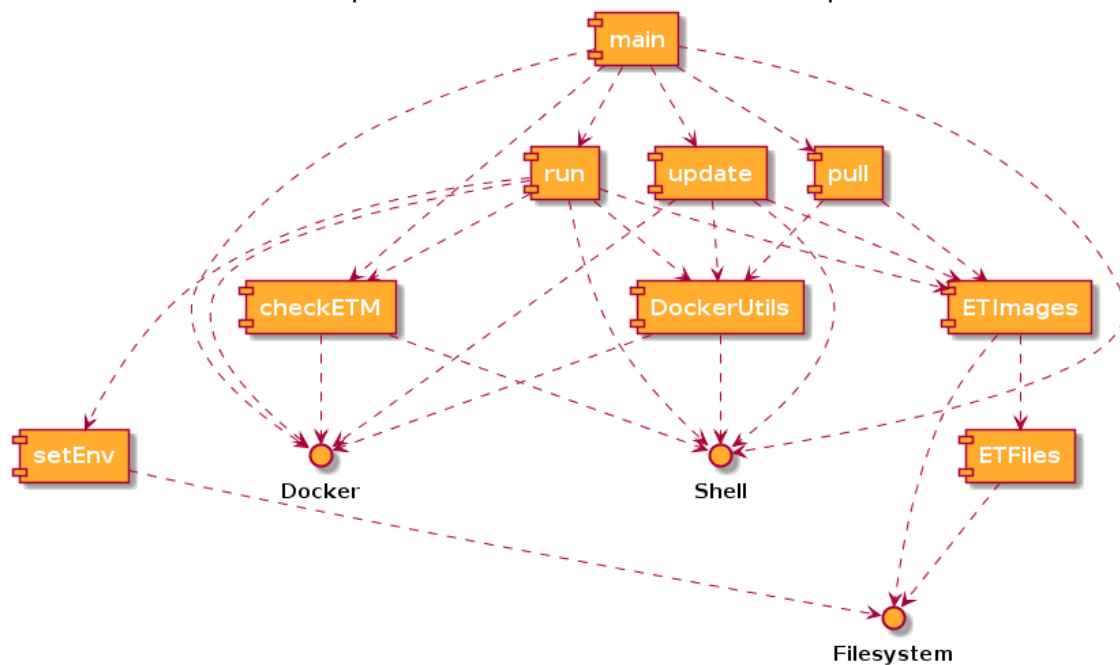 main
run
update
pull
checkETM
DockerUtils
ETImages
setEnv
ETFiles
Docker
Shell
Filesystem